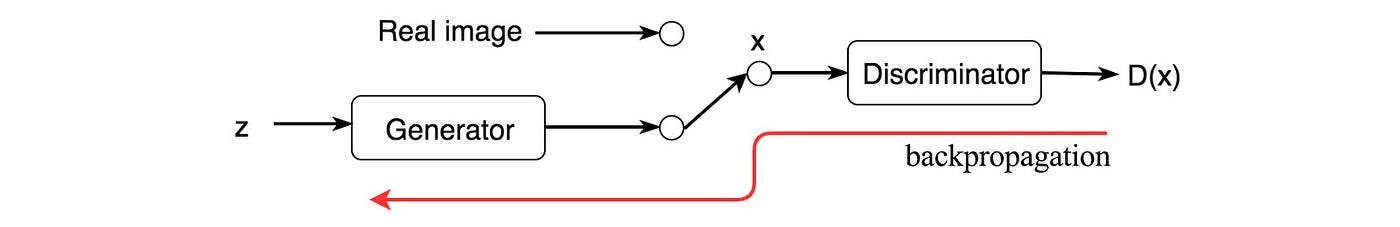 Real image
x
Discriminator
D(x)
z
Generator
backpropagation